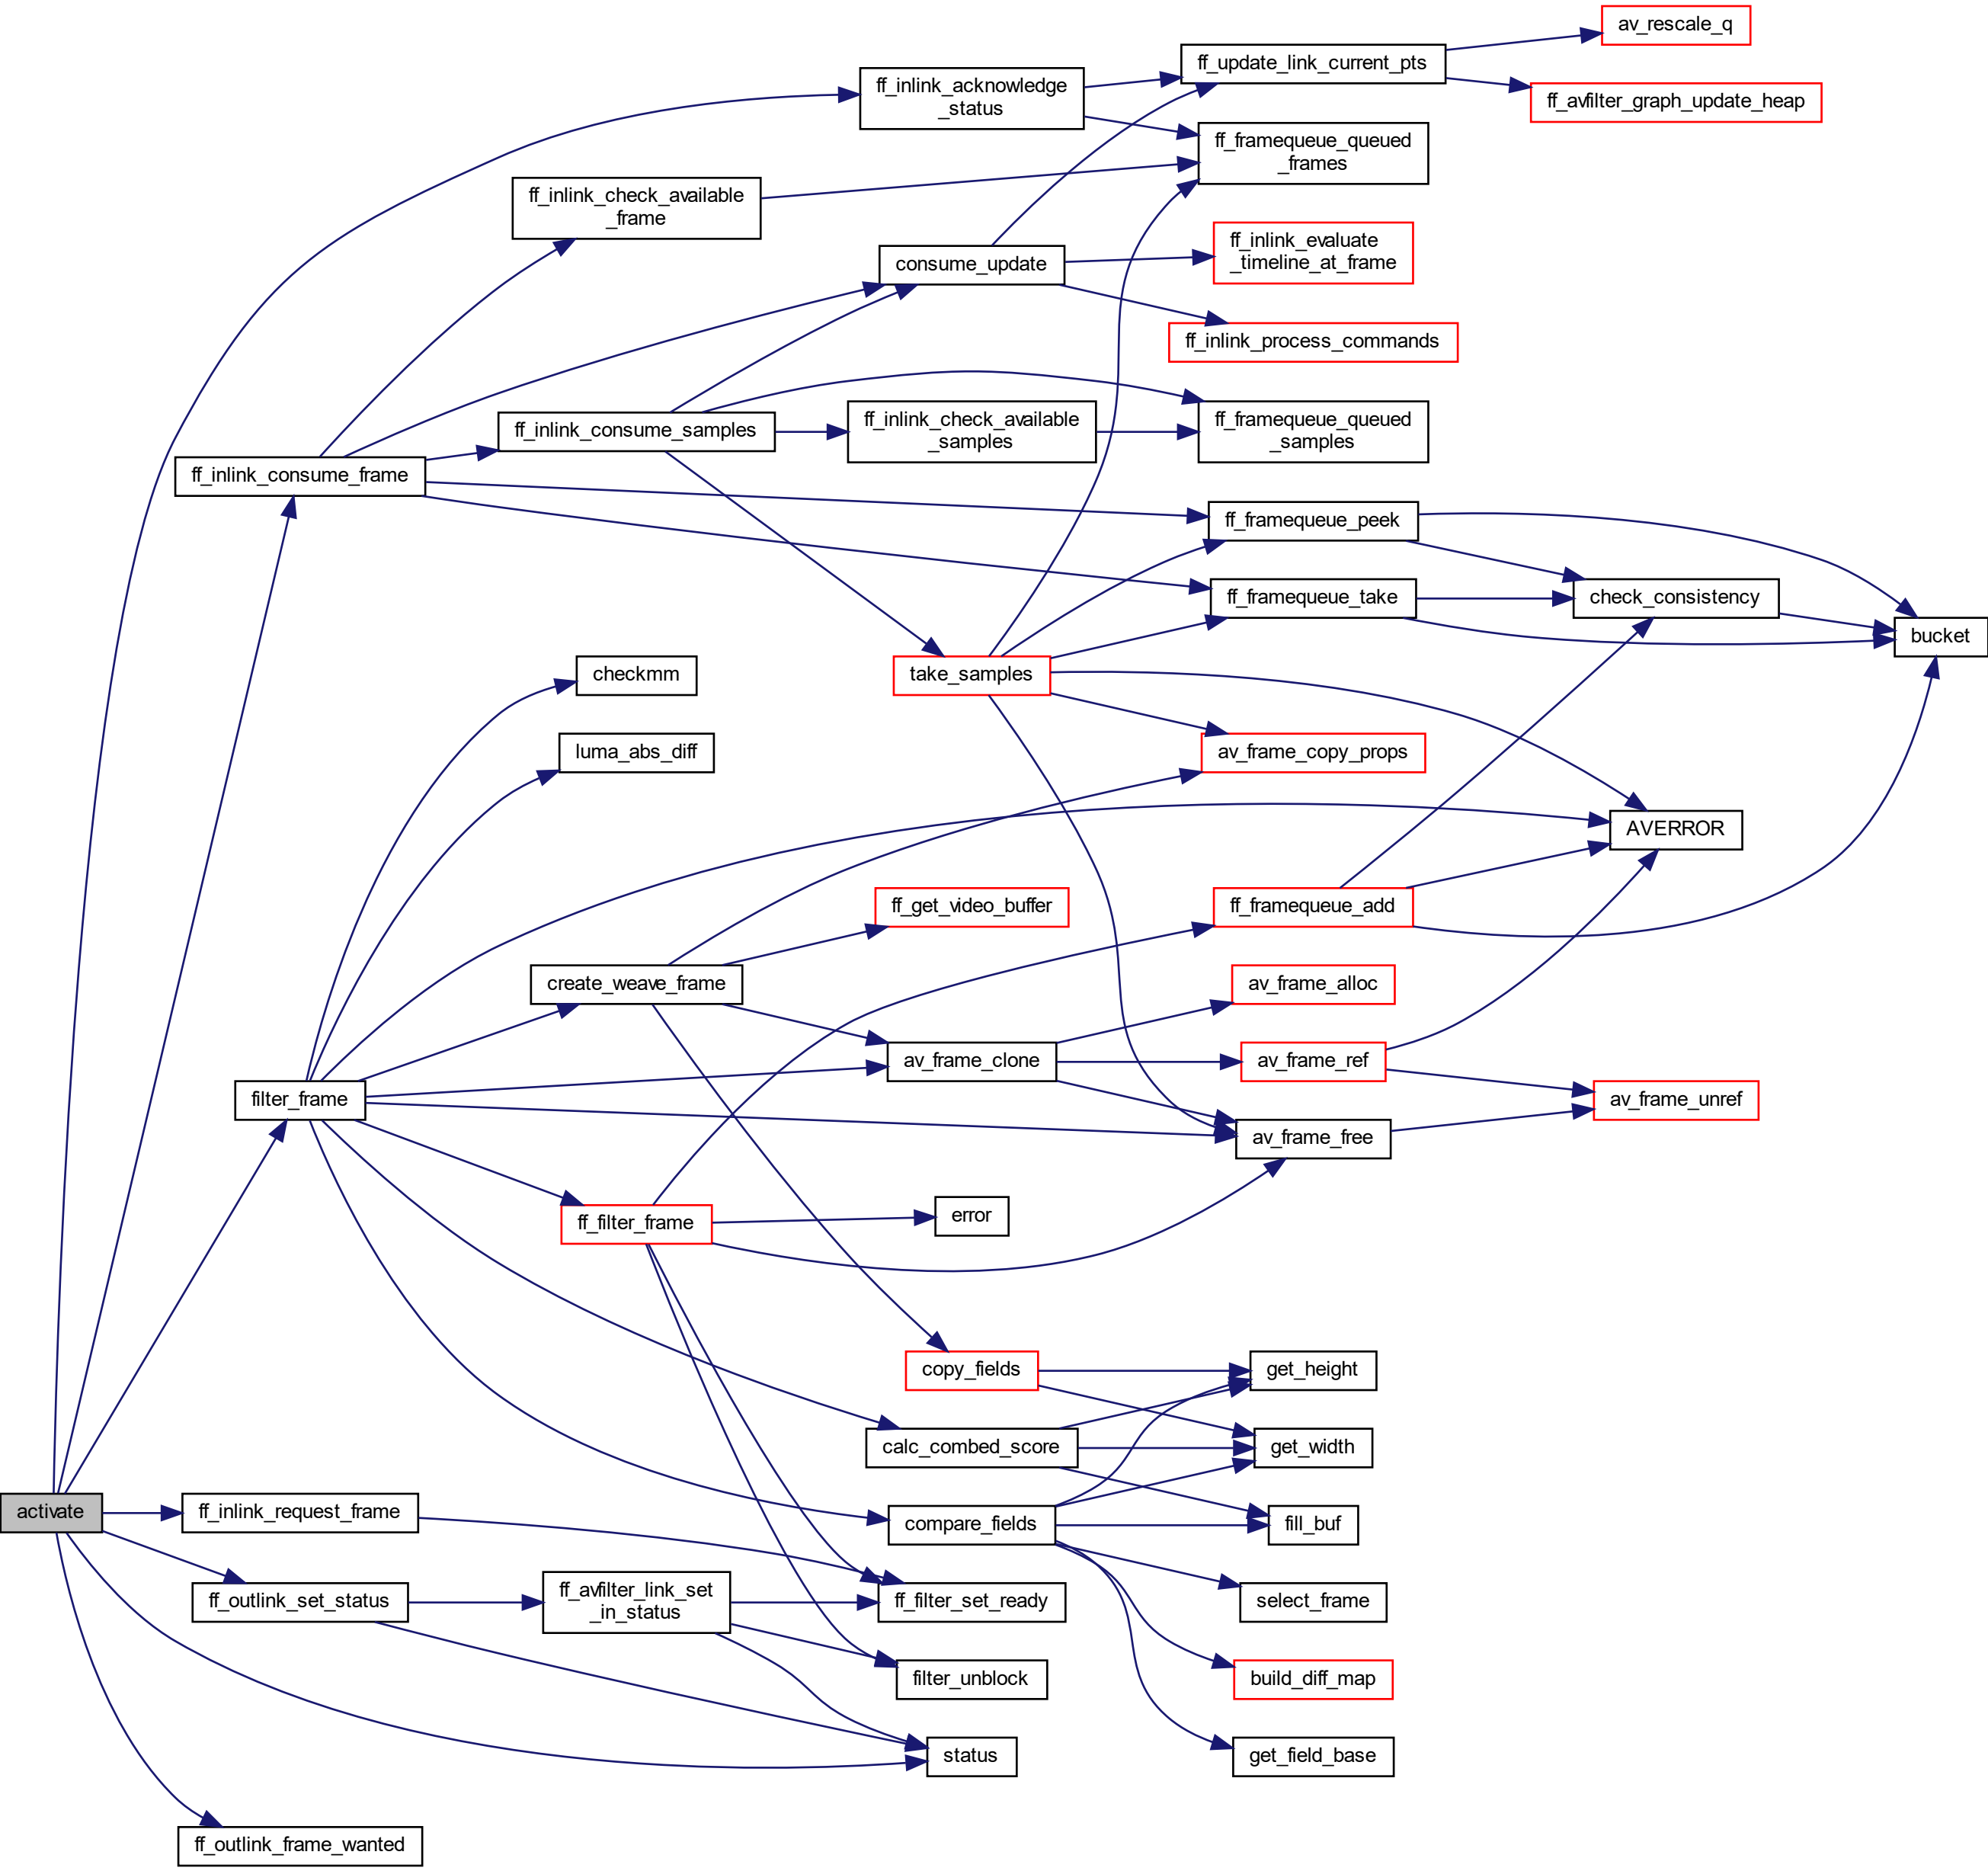 av_rescale_q
ff_update_link_current_pts
ff_inlink_acknowledge
_status
ff_avfilter_graph_update_heap
ff_framequeue_queued
_frames
ff_inlink_check_available
_frame
ff_inlink_evaluate
_timeline_at_frame
consume_update
ff_inlink_process_commands
ff_inlink_consume_samples
ff_inlink_check_available
_samples
ff_framequeue_queued
_samples
ff_inlink_consume_frame
ff_framequeue_peek
ff_framequeue_take
check_consistency
bucket
checkmm
take_samples
luma_abs_diff
av_frame_copy_props
AVERROR
ff_get_video_buffer
ff_framequeue_add
create_weave_frame
av_frame_alloc
av_frame_clone
av_frame_ref
filter_frame
av_frame_unref
av_frame_free
ff_filter_frame
error
copy_fields
get_height
calc_combed_score
get_width
activate
ff_inlink_request_frame
compare_fields
fill_buf
ff_outlink_set_status
ff_avfilter_link_set
_in_status
ff_filter_set_ready
select_frame
filter_unblock
build_diff_map
status
get_field_base
ff_outlink_frame_wanted